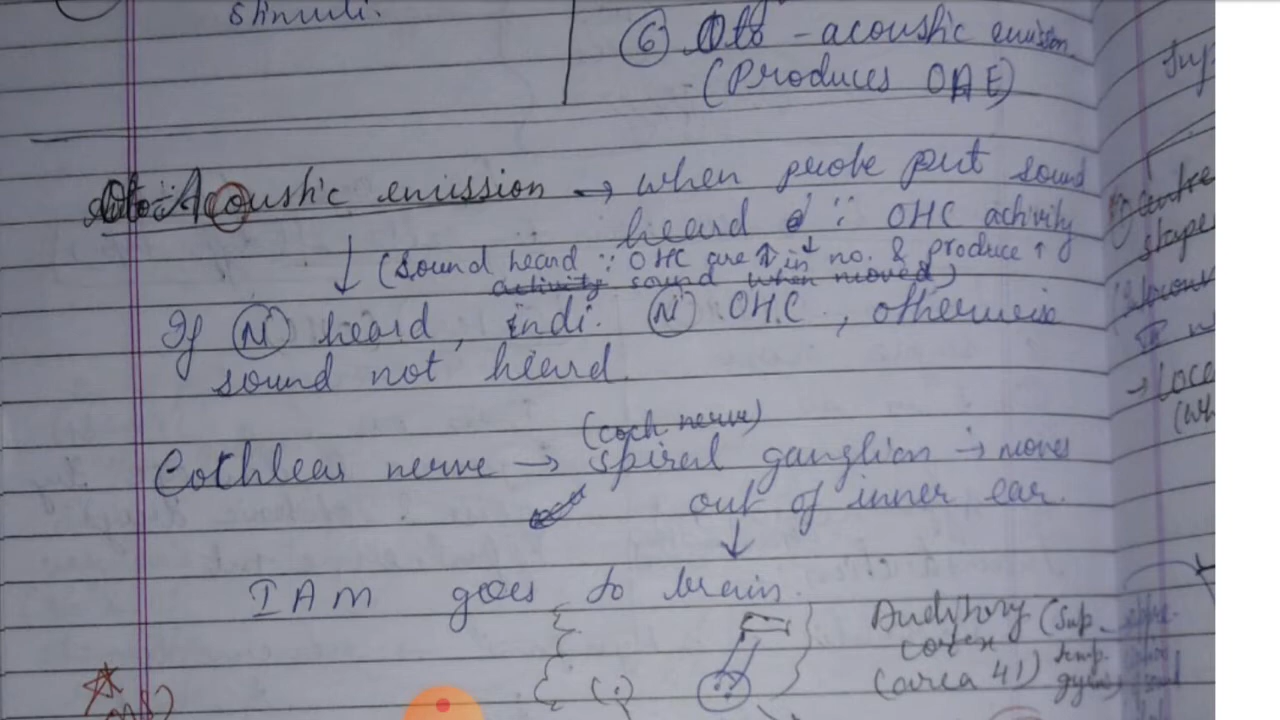 stimuli.
⑥ Oto - acoustic emission
(Produces OAE)
Oto-Acoustic emission → when probe put sound
heard ∵ OHC activity
↓ (sound heard ∵ OHC are ↑ in no. & produce ↑
activity sound when moved)
If (N) heard, indi. (N) OHC, otherwise
sound not heard.
(coch nerve)
Cochlear nerve → spiral ganglion → moves
out of inner ear.
↓
IAM goes to brain.
Auditory (Sup.
cortex temp.
(area 41) gyrus)